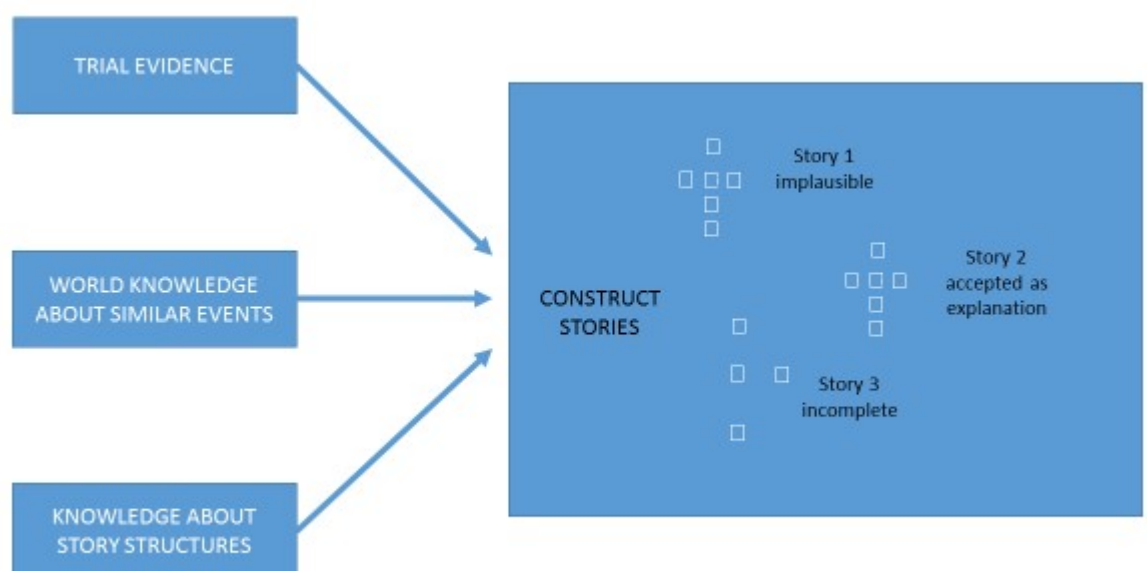 TRIAL EVIDENCE
WORLD KNOWLEDGE
ABOUT SIMILAR EVENTS
KNOWLEDGE ABOUT
STORY STRUCTURES
CONSTRUCT
STORIES
Story 1
implausible
Story 2
accepted as
explanation
Story 3
incomplete